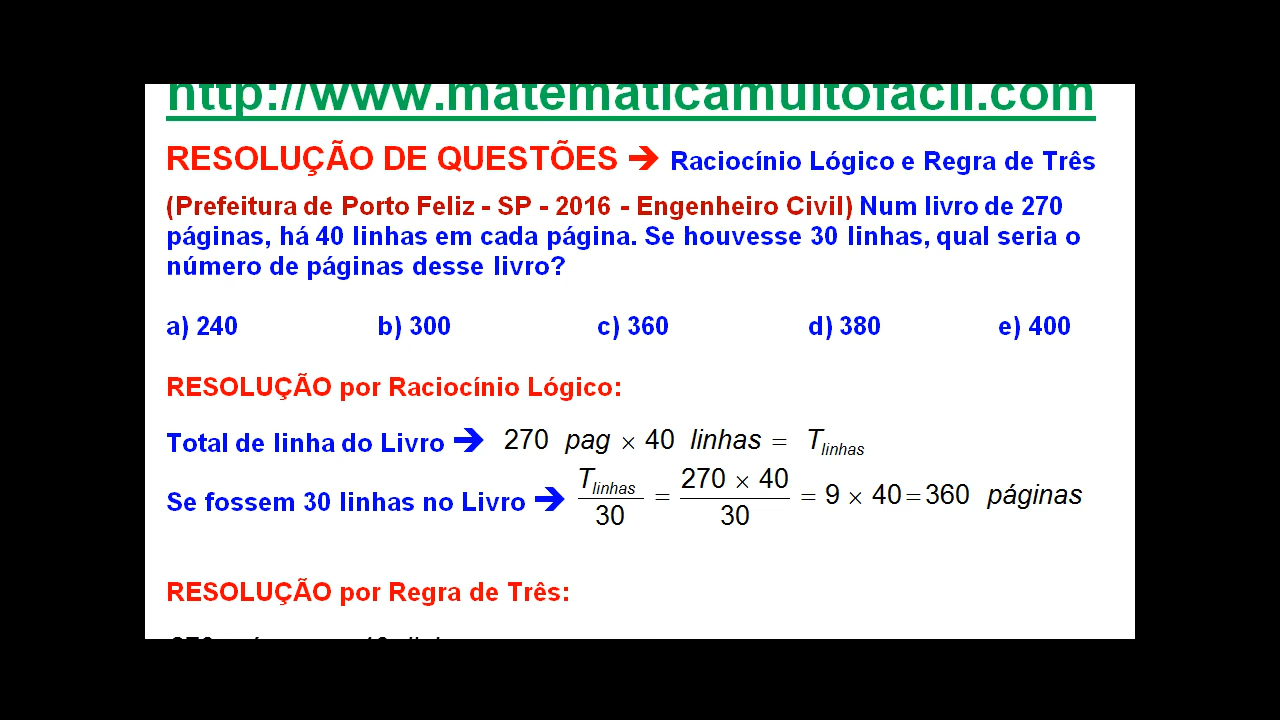 http://www.matematicamuitofacil.com
RESOLUÇÃO DE QUESTÕES ➔ Raciocínio Lógico e Regra de Três
(Prefeitura de Porto Feliz - SP - 2016 - Engenheiro Civil) Num livro de 270
páginas, há 40 linhas em cada página. Se houvesse 30 linhas, qual seria o
número de páginas desse livro?
a) 240 b) 300 c) 360 d) 380 e) 400
RESOLUÇÃO por Raciocínio Lógico:
Total de linha do Livro ➔ 270 pag × 40 linhas = T linhas
Se fossem 30 linhas no Livro ➔ T linhas / 30 = 270 × 40 / 30 = 9 × 40 = 360 páginas
RESOLUÇÃO por Regra de Três: